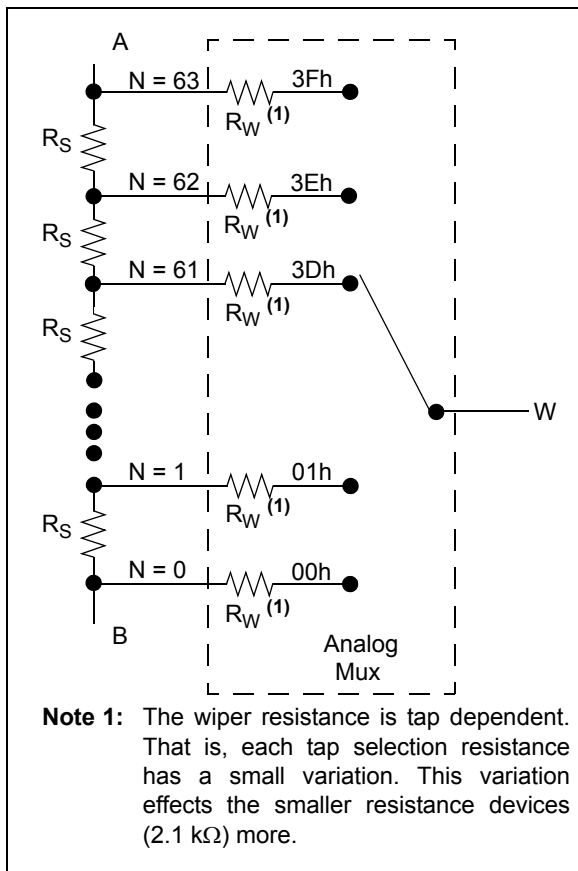 A
N = 63 3Fh
R_W (1)
R_S
N = 62 3Eh
R_W (1)
R_S
N = 61 3Dh
R_W (1)
R_S
W
N = 1 01h
R_W (1)
R_S
N = 0 00h
R_W (1)
B
Analog
Mux
Note 1: The wiper resistance is tap dependent.
That is, each tap selection resistance
has a small variation. This variation
effects the smaller resistance devices
(2.1 kΩ) more.